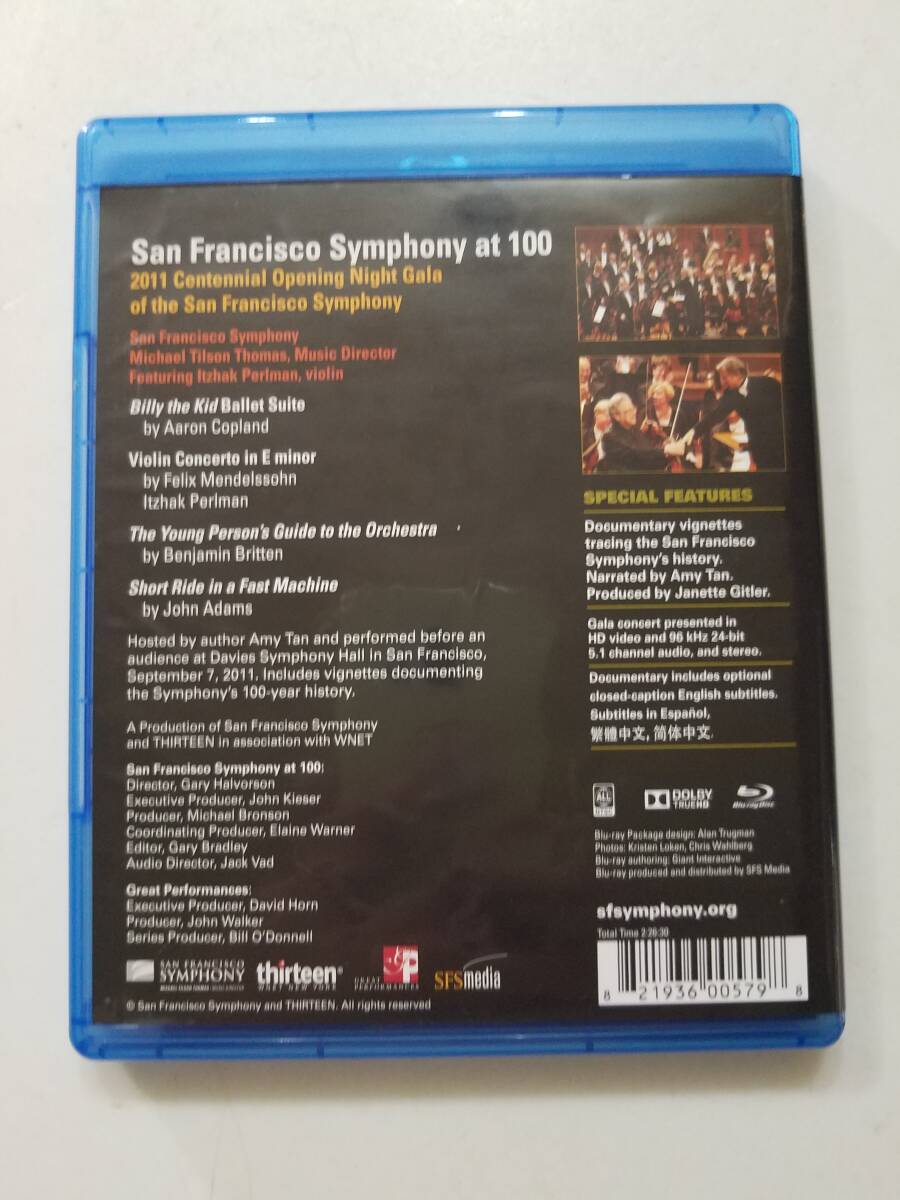 San Francisco Symphony at 100
2011 Centennial Opening Night Gala
of the San Francisco Symphony
San Francisco Symphony
Michael Tilson Thomas, Music Director
Featuring Itzhak Perlman, violin
Billy the Kid Ballet Suite
by Aaron Copland
Violin Concerto in E minor
by Felix Mendelssohn
Itzhak Perlman
The Young Person's Guide to the Orchestra
by Benjamin Britten
Short Ride in a Fast Machine
by John Adams
Hosted by author Amy Tan and performed before an
audience at Davies Symphony Hall in San Francisco,
September 7, 2011. Includes vignettes documenting
the Symphony's 100-year history.
A Production of San Francisco Symphony
and THIRTEEN in association with WNET
San Francisco Symphony at 100:
Director, Gary Halvorson
Executive Producer, John Kieser
Producer, Michael Bronson
Coordinating Producer, Elaine Warner
Editor, Gary Bradley
Audio Director, Jack Vad
Great Performances:
Executive Producer, David Horn
Producer, John Walker
Series Producer, Bill O'Donnell
SAN FRANCISCO
SYMPHONY
thirteen
WNET NEW YORK
GREAT
PERFORMANCES
SFSmedia
© San Francisco Symphony and THIRTEEN. All rights reserved
SPECIAL FEATURES
Documentary vignettes
tracing the San Francisco
Symphony's history.
Narrated by Amy Tan.
Produced by Janette Gitler.
Gala concert presented in
HD video and 96 kHz 24-bit
5.1 channel audio, and stereo.
Documentary includes optional
closed-caption English subtitles.
Subtitles in Español,
繁體中文, 简体中文.
ALL
DOLBY
TRUEHD
Blu-ray Disc
Blu-ray Package design: Alan Trugman
Photos: Kristen Loken, Chris Wahlberg
Blu-ray authoring: Giant Interactive
Blu-ray produced and distributed by SFS Media
sfsymphony.org
Total Time 2:26:30
8 21936 00579 8